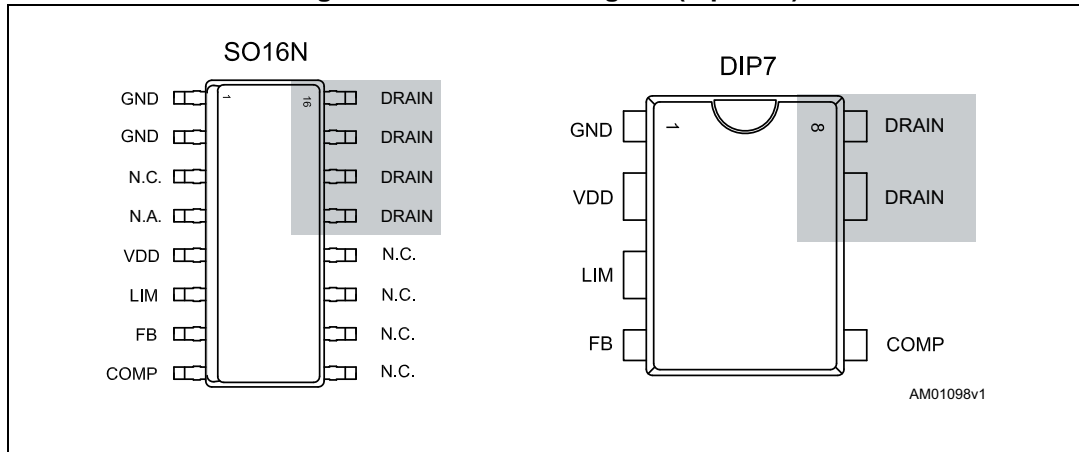 SO16N
GND 1 16 DRAIN
GND DRAIN
N.C. DRAIN
N.A. DRAIN
VDD N.C.
LIM N.C.
FB N.C.
COMP N.C.
DIP7
GND 1 8 DRAIN
VDD DRAIN
LIM
FB COMP
AM01098v1